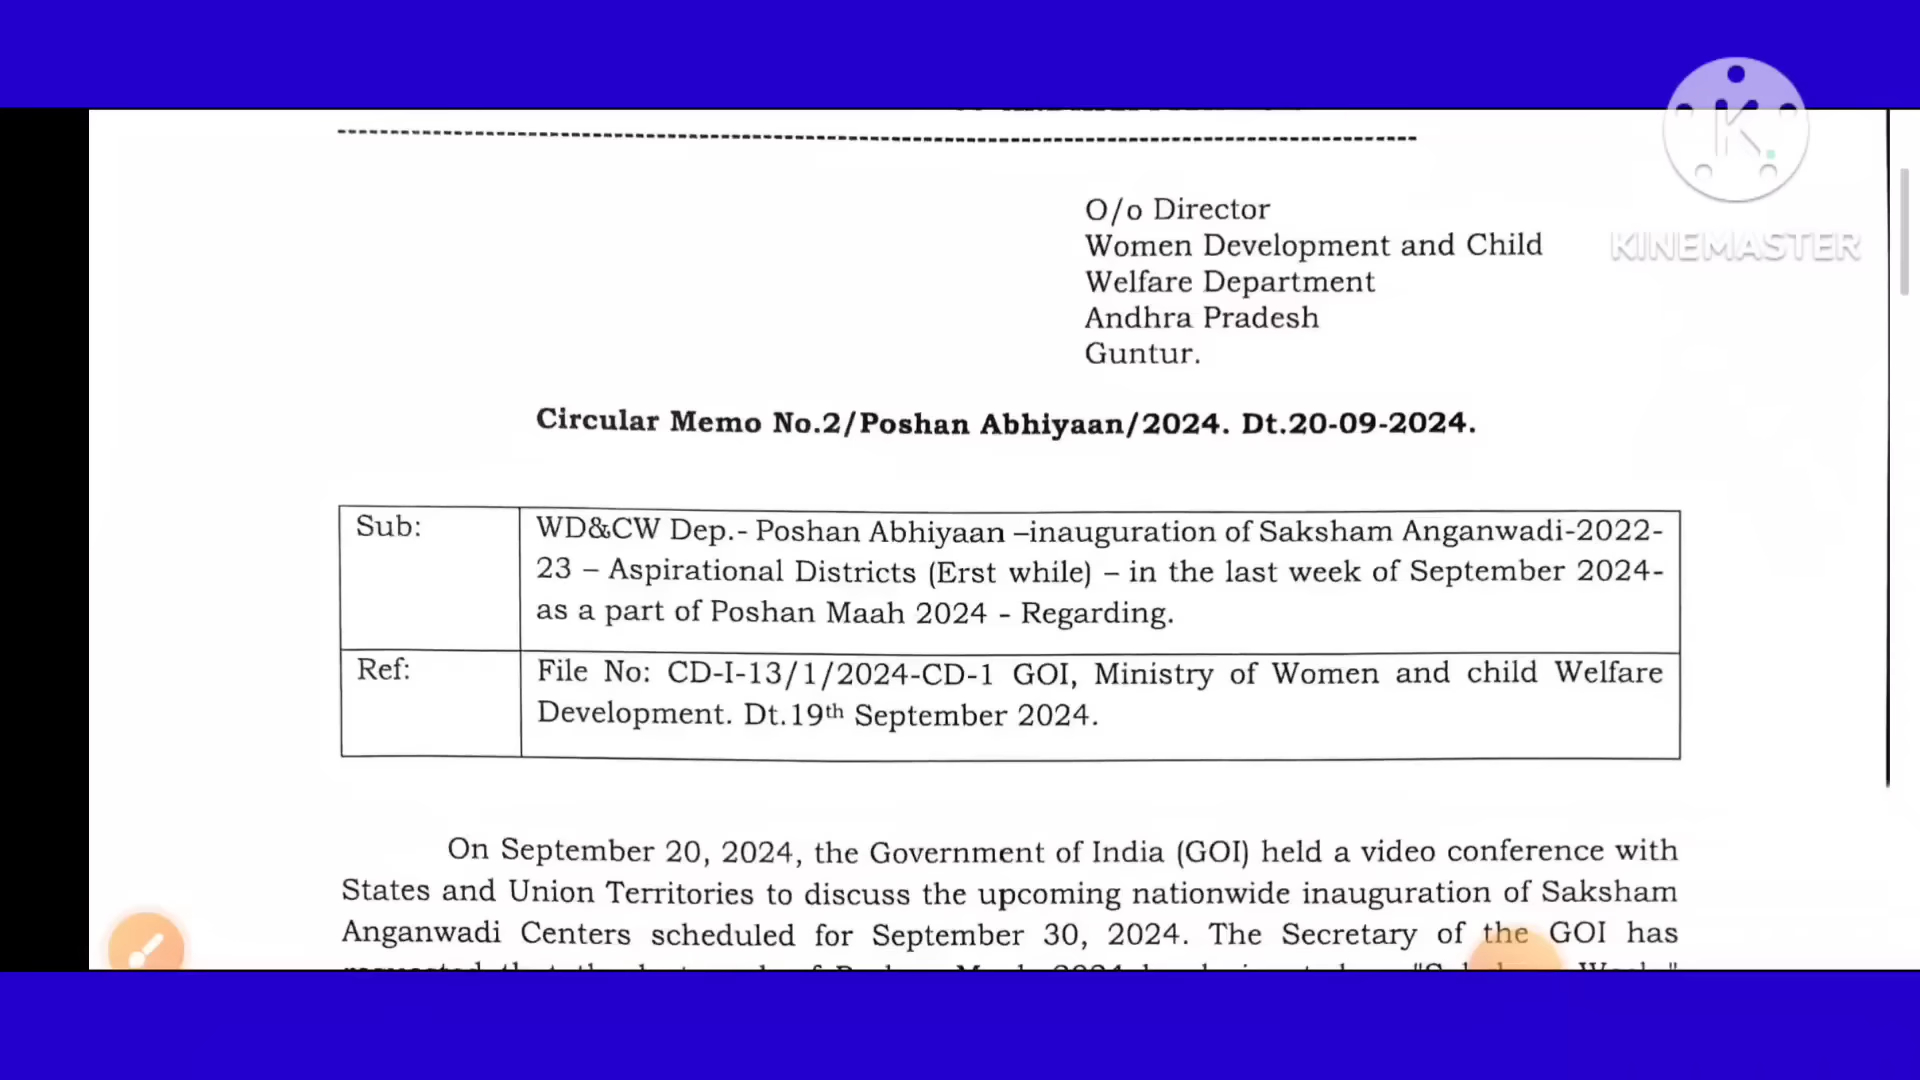 O/o Director
Women Development and Child
Welfare Department
Andhra Pradesh
Guntur.
KINEMASTER
Circular Memo No.2/Poshan Abhiyaan/2024. Dt.20-09-2024.
Sub: WD&CW Dep.- Poshan Abhiyaan –inauguration of Saksham Anganwadi-2022-
23 – Aspirational Districts (Erst while) – in the last week of September 2024-
as a part of Poshan Maah 2024 - Regarding.
Ref: File No: CD-I-13/1/2024-CD-1 GOI, Ministry of Women and child Welfare
Development. Dt.19th September 2024.
On September 20, 2024, the Government of India (GOI) held a video conference with
States and Union Territories to discuss the upcoming nationwide inauguration of Saksham
Anganwadi Centers scheduled for September 30, 2024. The Secretary of the GOI has